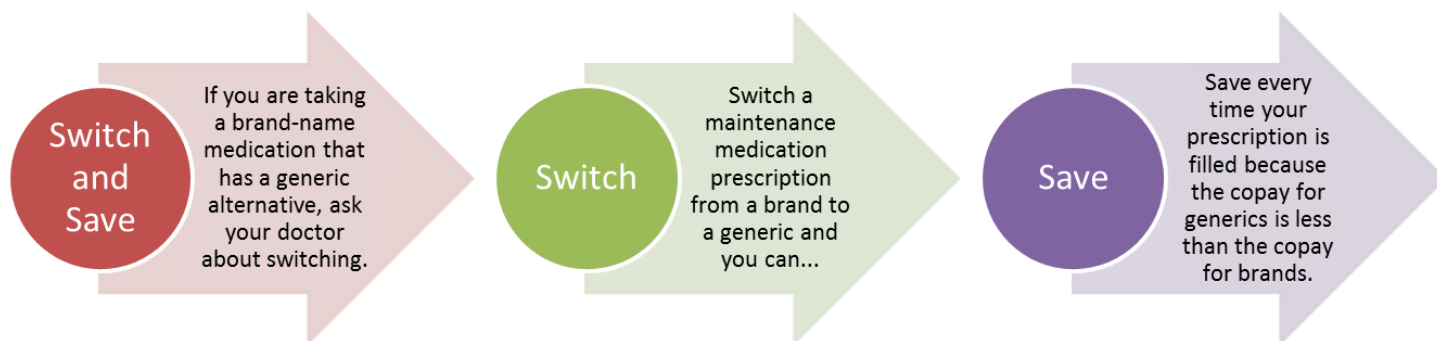 Switch
and
Save
If you are taking
a brand-name
medication that
has a generic
alternative, ask
your doctor
about switching.
Switch
Switch a
maintenance
medication
prescription
from a brand to
a generic and
you can...
Save
Save every
time your
prescription is
filled because
the copay for
generics is less
than the copay
for brands.